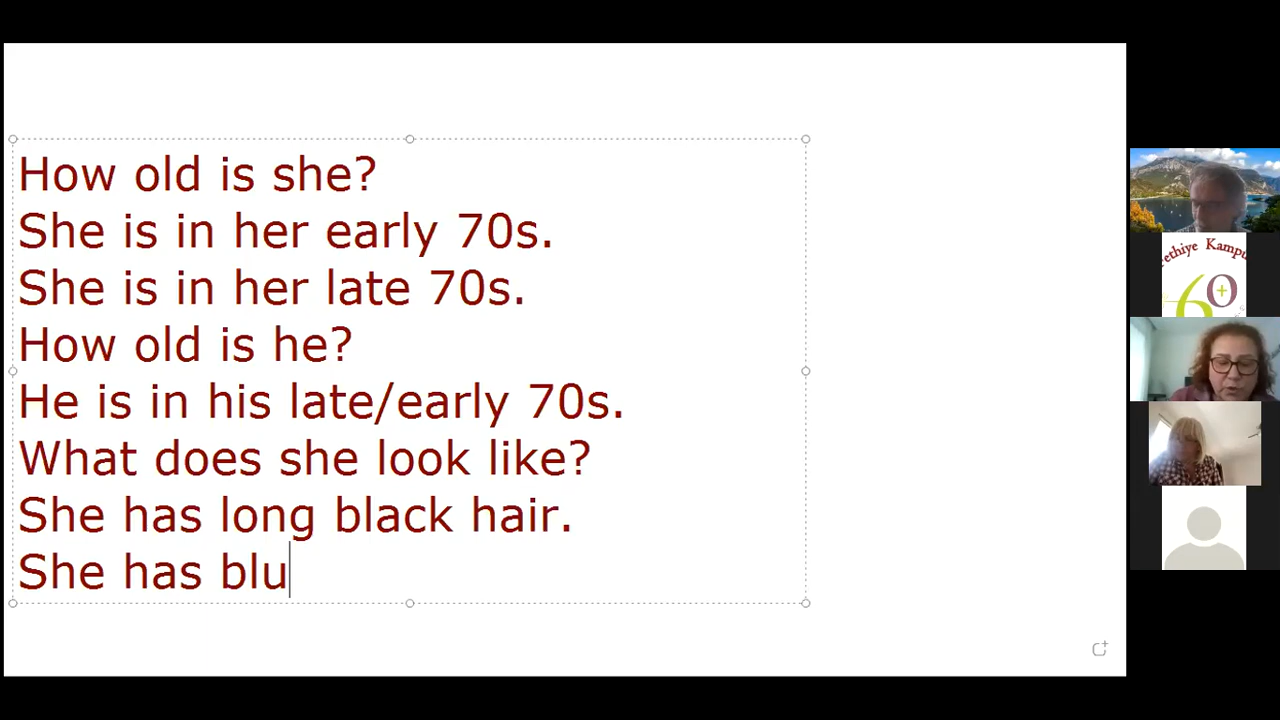 How old is she?
She is in her early 70s.
She is in her late 70s.
How old is he?
He is in his late/early 70s.
What does she look like?
She has long black hair.
She has blu
ethiye Kampu
60+